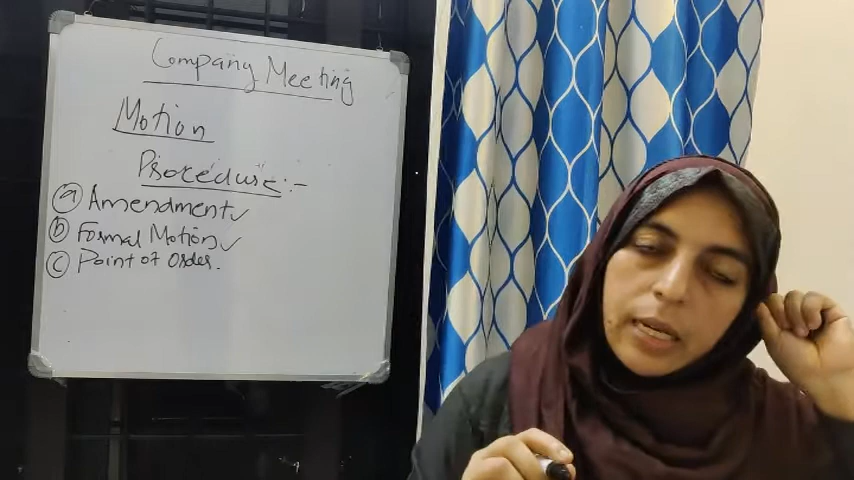 Company Meeting
Motion
Procedure:-
(a) Amendment ✓
(b) Formal Motion ✓
(c) Point of Order.